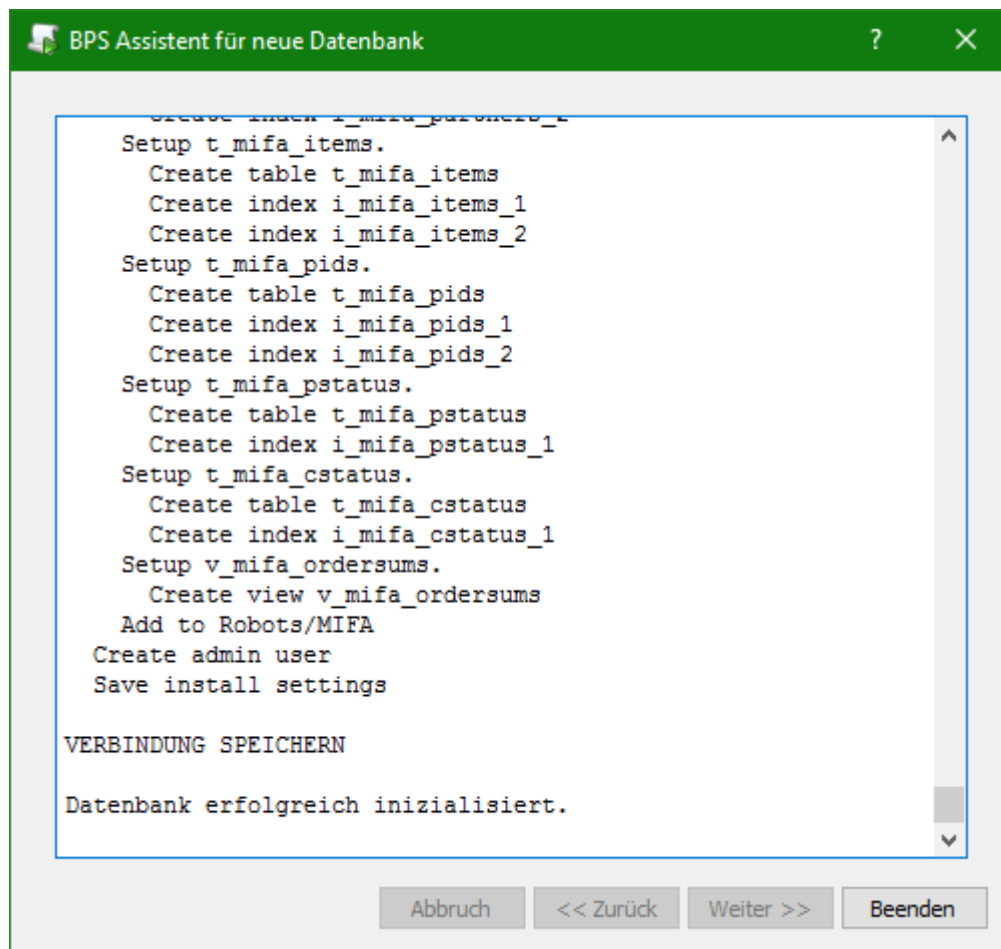 BPS Assistent für neue Datenbank
Create index i_mifa_partners_2
Setup t_mifa_items.
Create table t_mifa_items
Create index i_mifa_items_1
Create index i_mifa_items_2
Setup t_mifa_pids.
Create table t_mifa_pids
Create index i_mifa_pids_1
Create index i_mifa_pids_2
Setup t_mifa_pstatus.
Create table t_mifa_pstatus
Create index i_mifa_pstatus_1
Setup t_mifa_cstatus.
Create table t_mifa_cstatus
Create index i_mifa_cstatus_1
Setup v_mifa_ordersums.
Create view v_mifa_ordersums
Add to Robots/MIFA
Create admin user
Save install settings
VERBINDUNG SPEICHERN
Datenbank erfolgreich inizialisiert.
Abbruch << Zurück Weiter >> Beenden